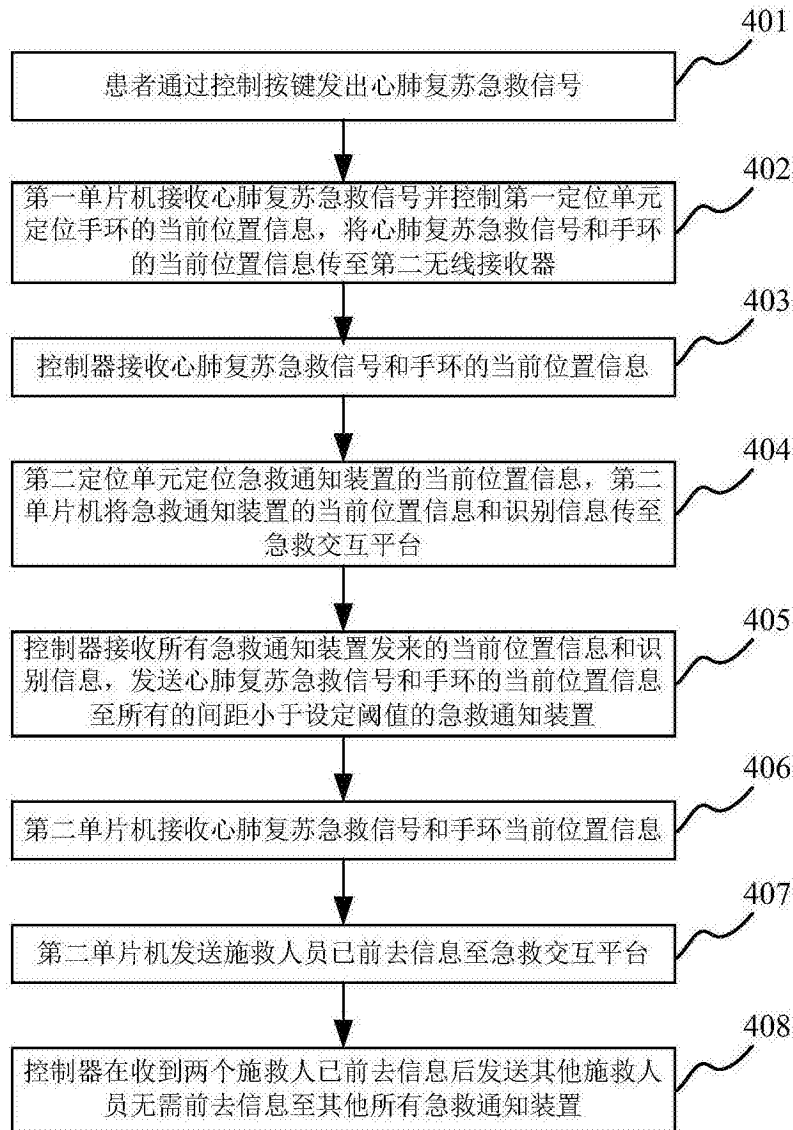 401
患者通过控制按键发出心肺复苏急救信号
402
第一单片机接收心肺复苏急救信号并控制第一定位单元
定位手环的当前位置信息，将心肺复苏急救信号和手环
的当前位置信息传至第二无线接收器
403
控制器接收心肺复苏急救信号和手环的当前位置信息
404
第二定位单元定位急救通知装置的当前位置信息，第二
单片机将急救通知装置的当前位置信息和识别信息传至
急救交互平台
405
控制器接收所有急救通知装置发来的当前位置信息和识
别信息，发送心肺复苏急救信号和手环的当前位置信息
至所有的间距小于设定阈值的急救通知装置
406
第二单片机接收心肺复苏急救信号和手环当前位置信息
407
第二单片机发送施救人员已前去信息至急救交互平台
408
控制器在收到两个施救人已前去信息后发送其他施救人
员无需前去信息至其他所有急救通知装置